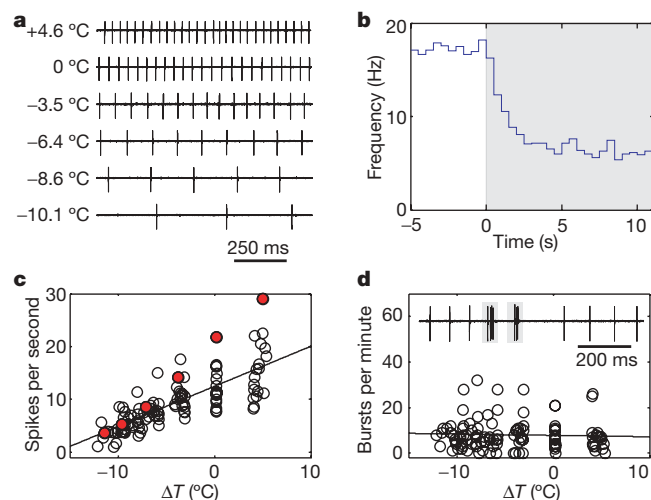 a
+4.6 °C
0 °C
−3.5 °C
−6.4 °C
−8.6 °C
−10.1 °C
250 ms
b
Frequency (Hz)
20
10
0
−5 0 5 10
Time (s)
c
Spikes per second
30
20
10
0
−10 0 10
ΔT (°C)
d
Bursts per minute
60
40
20
0
200 ms
−10 −5 0 5 10
ΔT (°C)